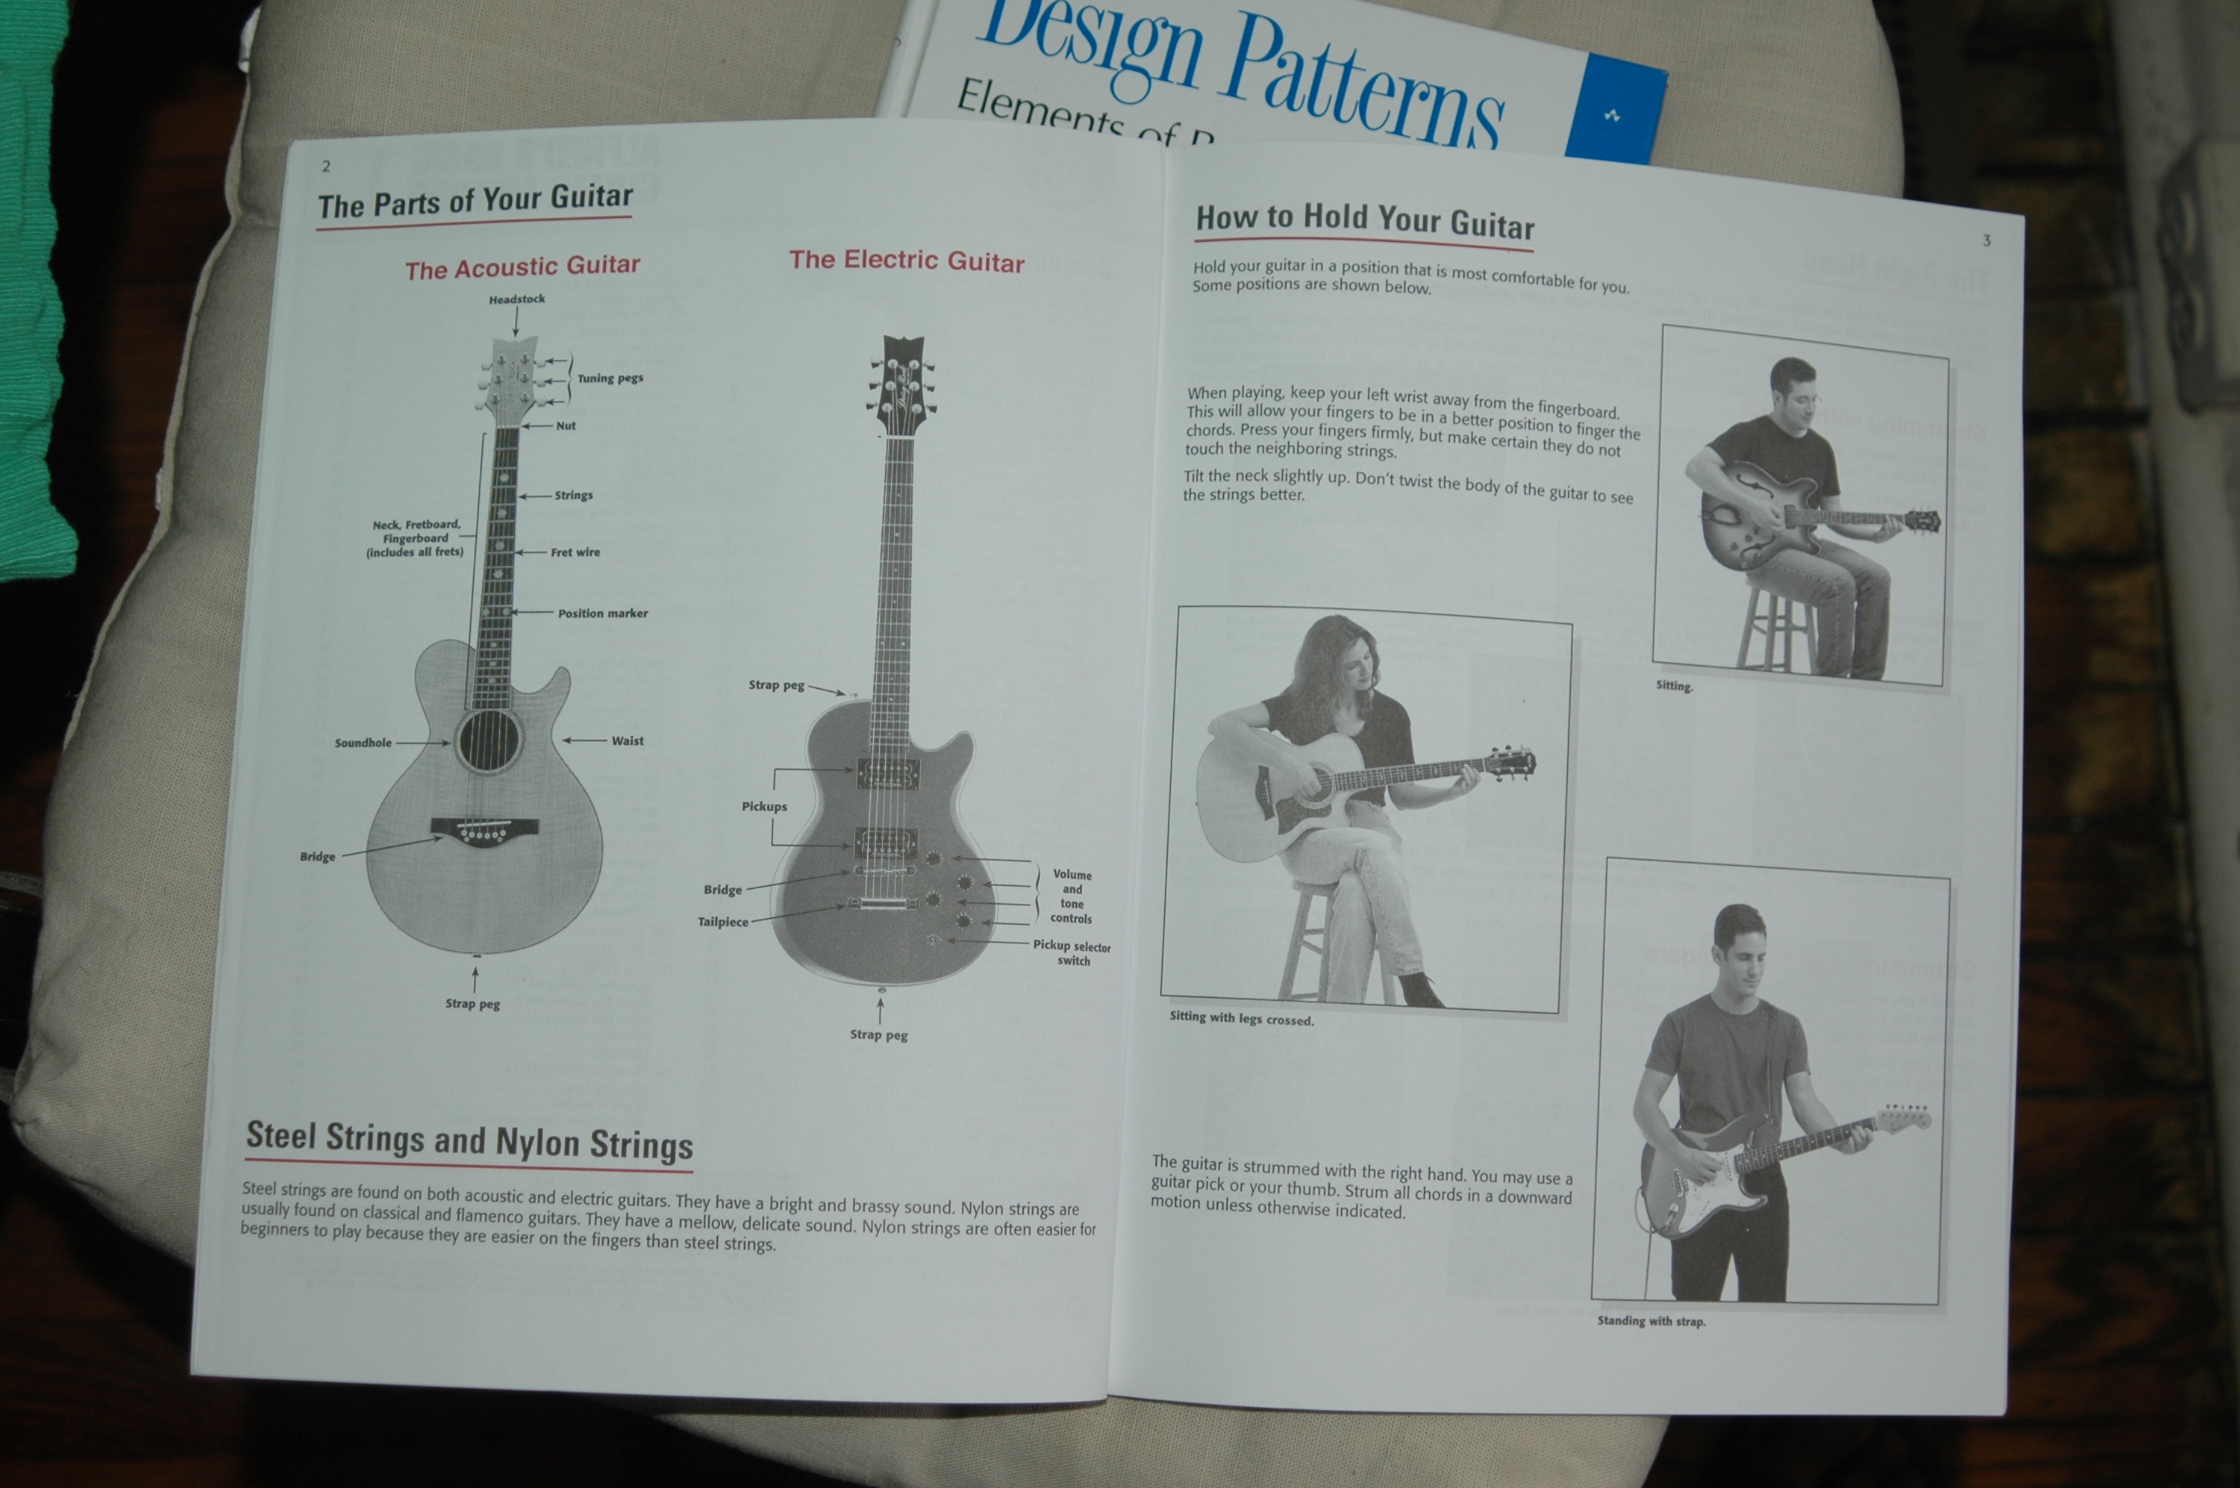 Design Patterns
Elements of
2
The Parts of Your Guitar
The Acoustic Guitar
Headstock
Tuning pegs
Nut
Strings
Neck, Fretboard,
Fingerboard
(includes all frets)
Fret wire
Position marker
Soundhole
Waist
Bridge
Strap peg
The Electric Guitar
Strap peg
Pickups
Bridge
Tailpiece
Volume
and
tone
controls
Pickup selector
switch
Strap peg
Steel Strings and Nylon Strings
Steel strings are found on both acoustic and electric guitars. They have a bright and brassy sound. Nylon strings are
usually found on classical and flamenco guitars. They have a mellow, delicate sound. Nylon strings are often easier for
beginners to play because they are easier on the fingers than steel strings.
3
How to Hold Your Guitar
Hold your guitar in a position that is most comfortable for you.
Some positions are shown below.
When playing, keep your left wrist away from the fingerboard.
This will allow your fingers to be in a better position to finger the
chords. Press your fingers firmly, but make certain they do not
touch the neighboring strings.
Tilt the neck slightly up. Don't twist the body of the guitar to see
the strings better.
Sitting.
Sitting with legs crossed.
The guitar is strummed with the right hand. You may use a
guitar pick or your thumb. Strum all chords in a downward
motion unless otherwise indicated.
Standing with strap.